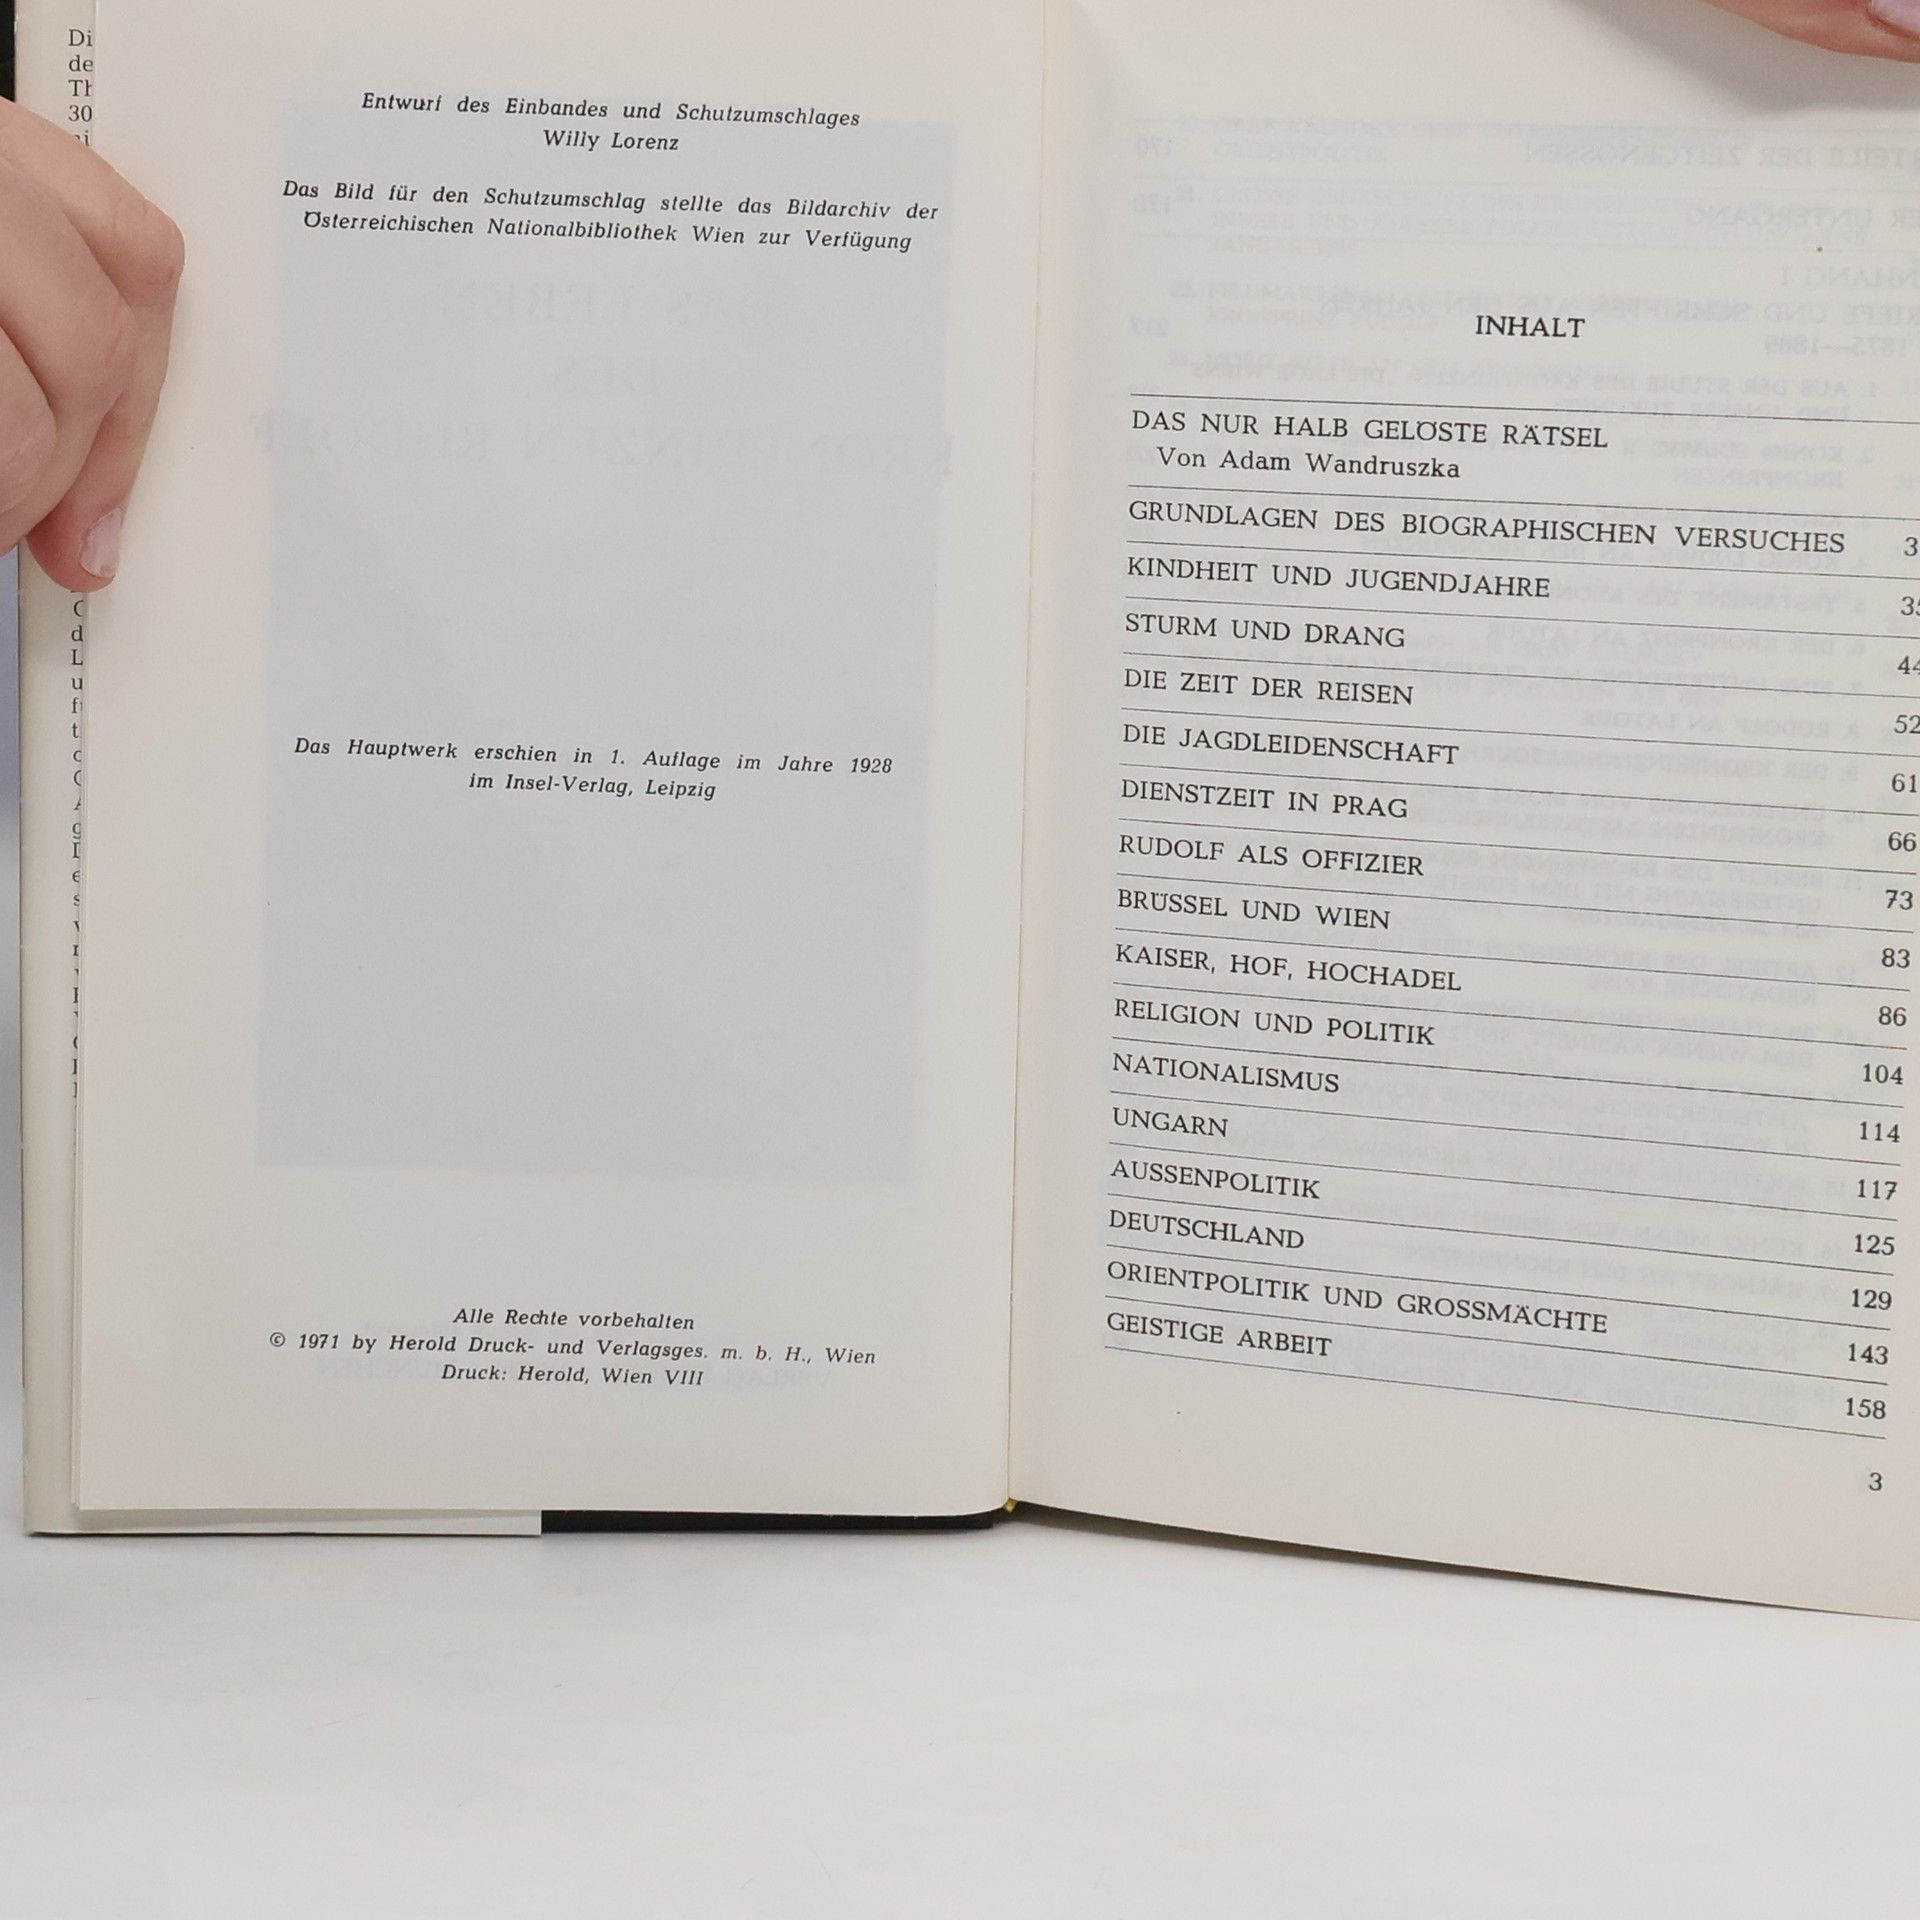 Entwurf des Einbandes und Schutzumschlages
Willy Lorenz
Das Bild für den Schutzumschlag stellte das Bildarchiv der
Österreichischen Nationalbibliothek Wien zur Verfügung
Das Hauptwerk erschien in 1. Auflage im Jahre 1928
im Insel-Verlag, Leipzig
Alle Rechte vorbehalten
© 1971 by Herold Druck- und Verlagsges. m. b. H., Wien
Druck: Herold, Wien VIII
INHALT
DAS NUR HALB GELÖSTE RÄTSEL
Von Adam Wandruszka
GRUNDLAGEN DES BIOGRAPHISCHEN VERSUCHES
KINDHEIT UND JUGENDJAHRE 35
STURM UND DRANG 44
DIE ZEIT DER REISEN 52
DIE JAGDLEIDENSCHAFT 61
DIENSTZEIT IN PRAG 66
RUDOLF ALS OFFIZIER 73
BRÜSSEL UND WIEN 83
KAISER, HOF, HOCHADEL 86
RELIGION UND POLITIK 104
NATIONALISMUS 114
UNGARN 117
AUSSENPOLITIK 125
DEUTSCHLAND 129
ORIENTPOLITIK UND GROSSMÄCHTE 143
GEISTIGE ARBEIT 158
3